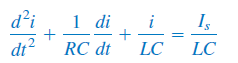 d²i/dt² + 1/RC di/dt + i/LC = I_s/LC